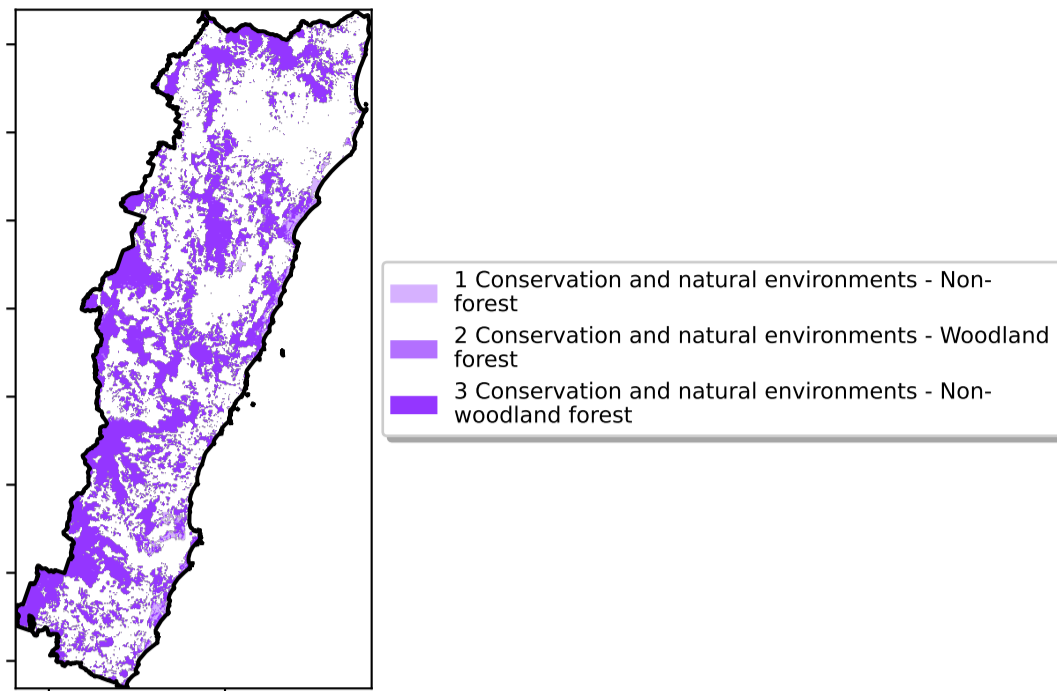 1 Conservation and natural environments - Non-
forest
2 Conservation and natural environments - Woodland
forest
3 Conservation and natural environments - Non-
woodland forest